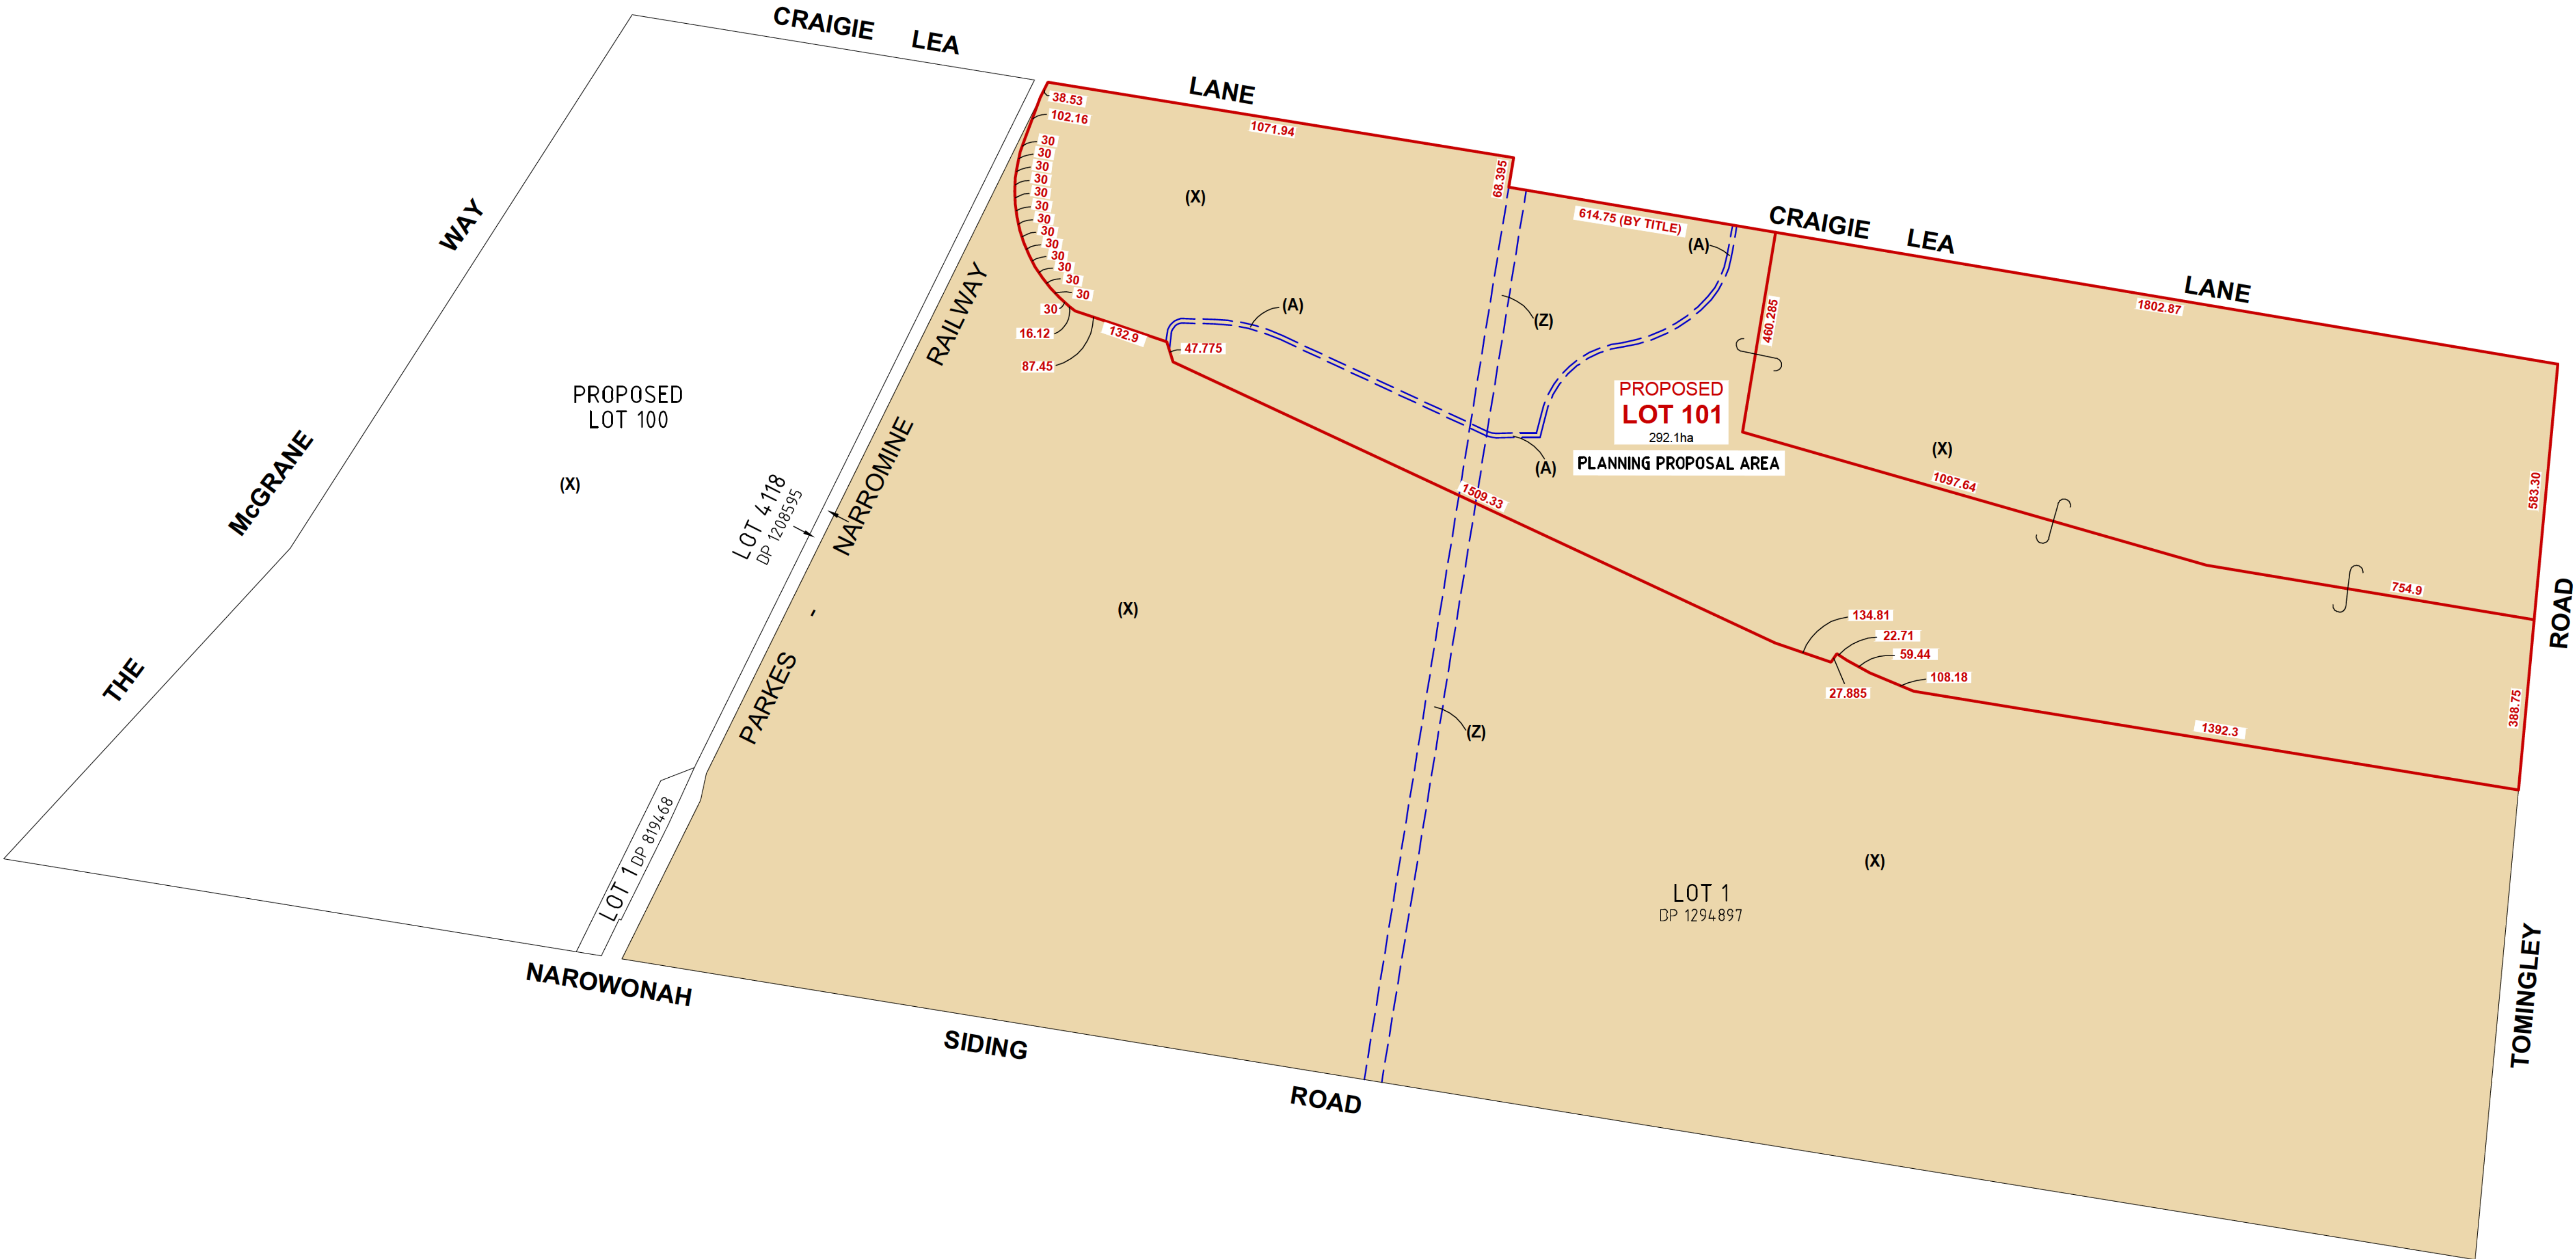 CRAIGIE LEA LANE
38.53
102.16
1071.94
30
30
30
30
30
30
30
30
30
30
30
30
30
30
16.12
87.45
132.9
47.775
68.395
614.75 (BY TITLE)
CRAIGIE LEA LANE
1802.87
(X)
(A)
(A)
(Z)
460.285
PROPOSED
LOT 101
292.1ha
PLANNING PROPOSAL AREA
(A)
(X)
1097.64
583.30
754.9
388.75
1509.33
134.81
22.71
59.44
108.18
27.885
1392.3
(Z)
(X)
(X)
LOT 1
DP 1294897
PROPOSED
LOT 100
(X)
THE McGRANE WAY
LOT 4118
DP 1208595
PARKES - NARROMINE RAILWAY
LOT 1 DP 819468
NAROWONAH SIDING ROAD
TOMINGLEY ROAD